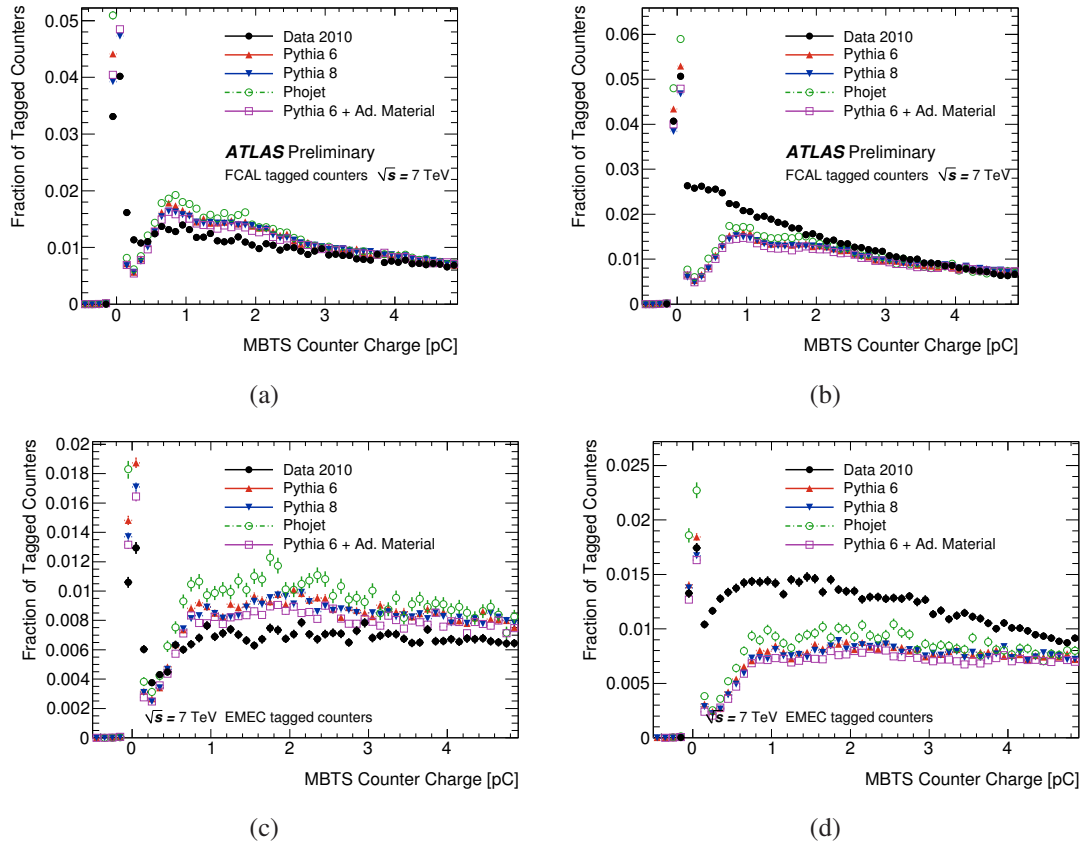 Fraction of Tagged Counters
0.05
0.04
0.03
0.02
0.01
0
Data 2010
Pythia 6
Pythia 8
Phojet
Pythia 6 + Ad. Material
ATLAS Preliminary
FCAL tagged counters √s = 7 TeV
0 1 2 3 4
MBTS Counter Charge [pC]
(a)
Fraction of Tagged Counters
0.06
0.05
0.04
0.03
0.02
0.01
0
Data 2010
Pythia 6
Pythia 8
Phojet
Pythia 6 + Ad. Material
ATLAS Preliminary
FCAL tagged counters √s = 7 TeV
0 1 2 3 4
MBTS Counter Charge [pC]
(b)
Fraction of Tagged Counters
0.02
0.018
0.016
0.014
0.012
0.01
0.008
0.006
0.004
0.002
0
Data 2010
Pythia 6
Pythia 8
Phojet
Pythia 6 + Ad. Material
√s = 7 TeV EMEC tagged counters
0 1 2 3 4
MBTS Counter Charge [pC]
(c)
Fraction of Tagged Counters
0.025
0.02
0.015
0.01
0.005
0
Data 2010
Pythia 6
Pythia 8
Phojet
Pythia 6 + Ad. Material
√s = 7 TeV EMEC tagged counters
0 1 2 3 4
MBTS Counter Charge [pC]
(d)